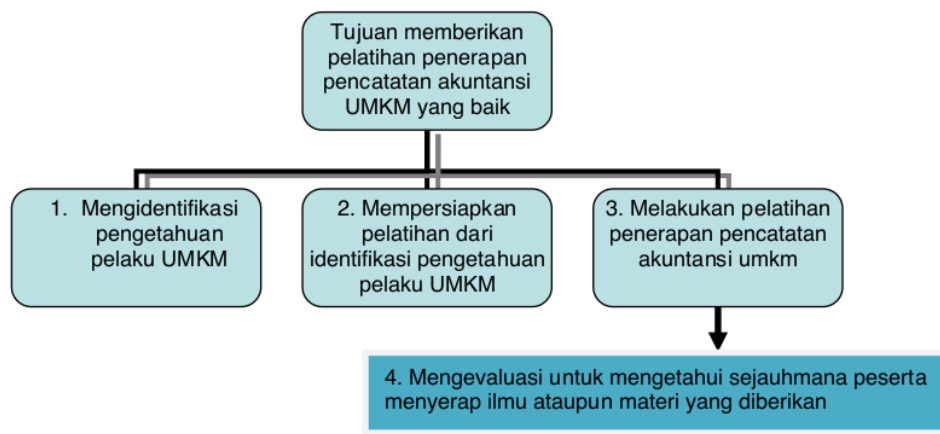 Tujuan memberikan
pelatihan penerapan
pencatatan akuntansi
UMKM yang baik
1. Mengidentifikasi
pengetahuan
pelaku UMKM
2. Mempersiapkan
pelatihan dari
identifikasi pengetahuan
pelaku UMKM
3. Melakukan pelatihan
penerapan pencatatan
akuntansi umkm
4. Mengevaluasi untuk mengetahui sejauhmana peserta
menyerap ilmu ataupun materi yang diberikan